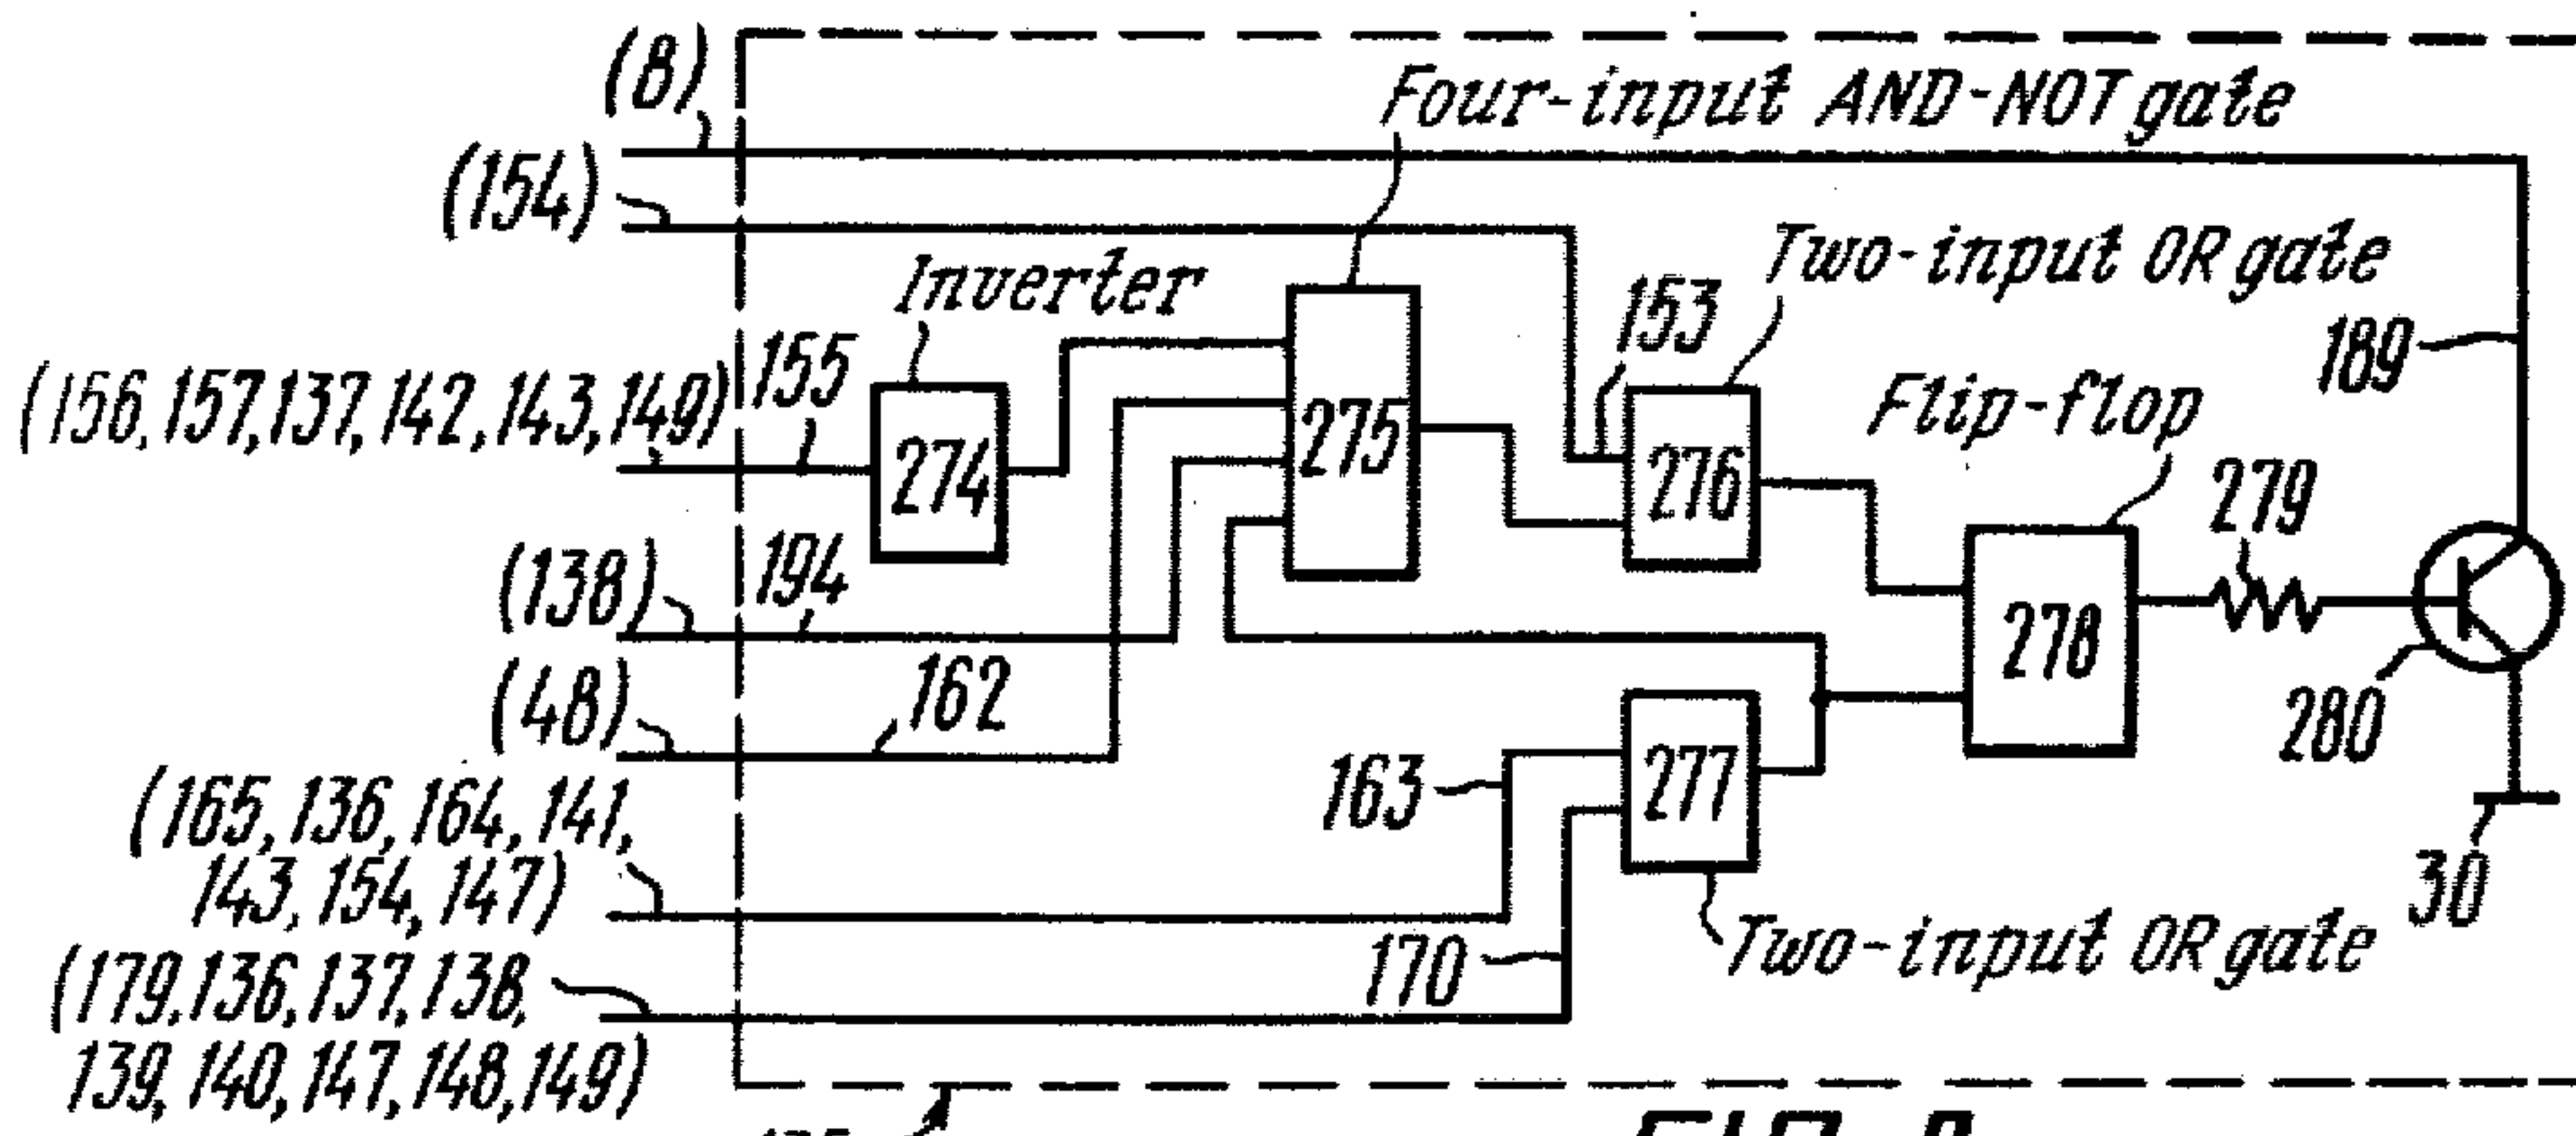 (8)
Four-input AND-NOT gate
(154)
Inverter
Two-input OR gate
153
189
(156, 157, 137, 142, 143, 149)
155
Flip-flop
274
275
276
279
(138)
194
278
(48)
162
280
163
277
(165, 136, 164, 141,
143, 154, 147)
30
170
Two-input OR gate
(179, 136, 137, 138,
139, 140, 147, 148, 149)